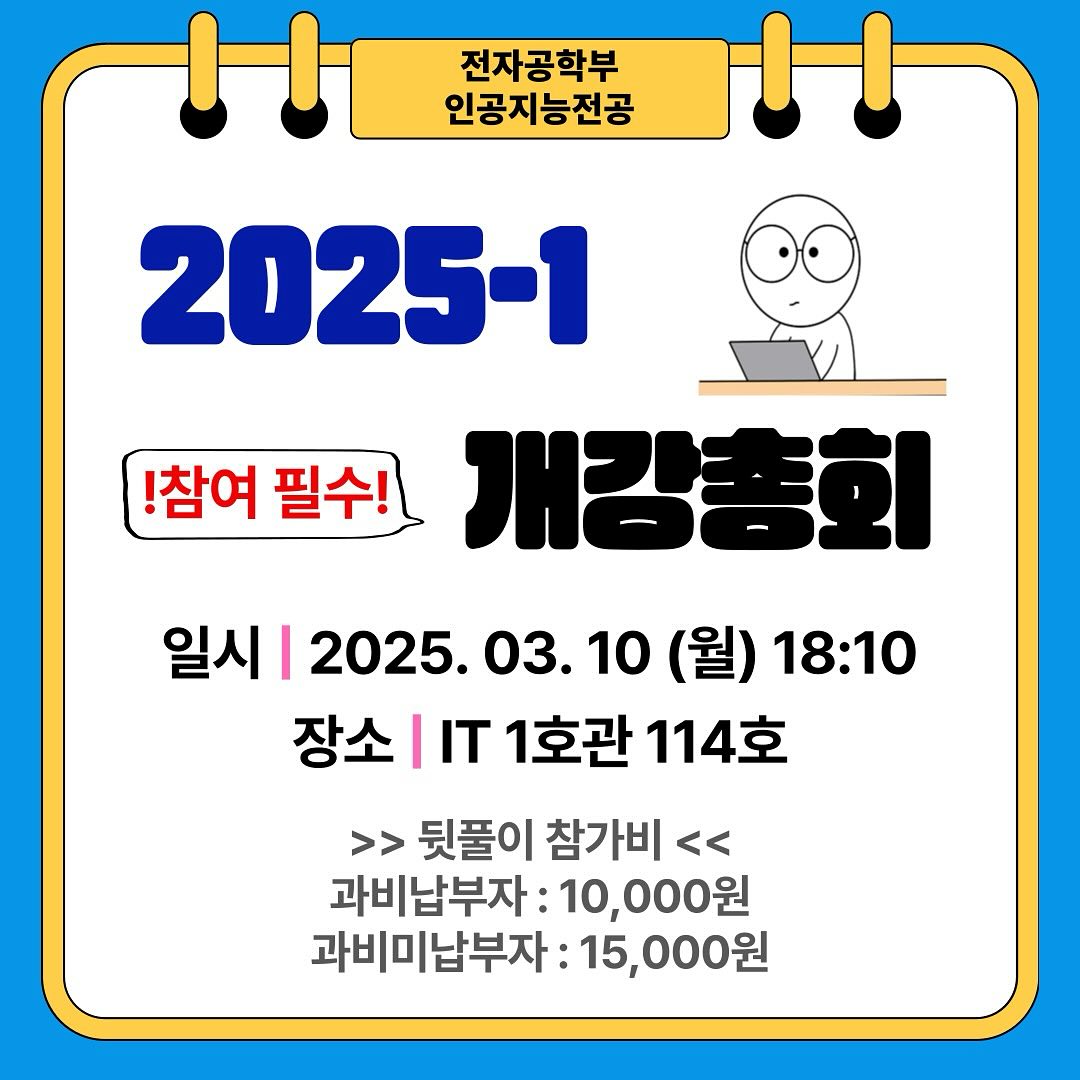 전자공학부
인공지능전공
2025-1
!참여 필수!
개강총회
일시 | 2025. 03. 10 (월) 18:10
장소 | IT 1호관 114호
>> 뒷풀이 참가비 <<
과비납부자 : 10,000원
과비미납부자 : 15,000원